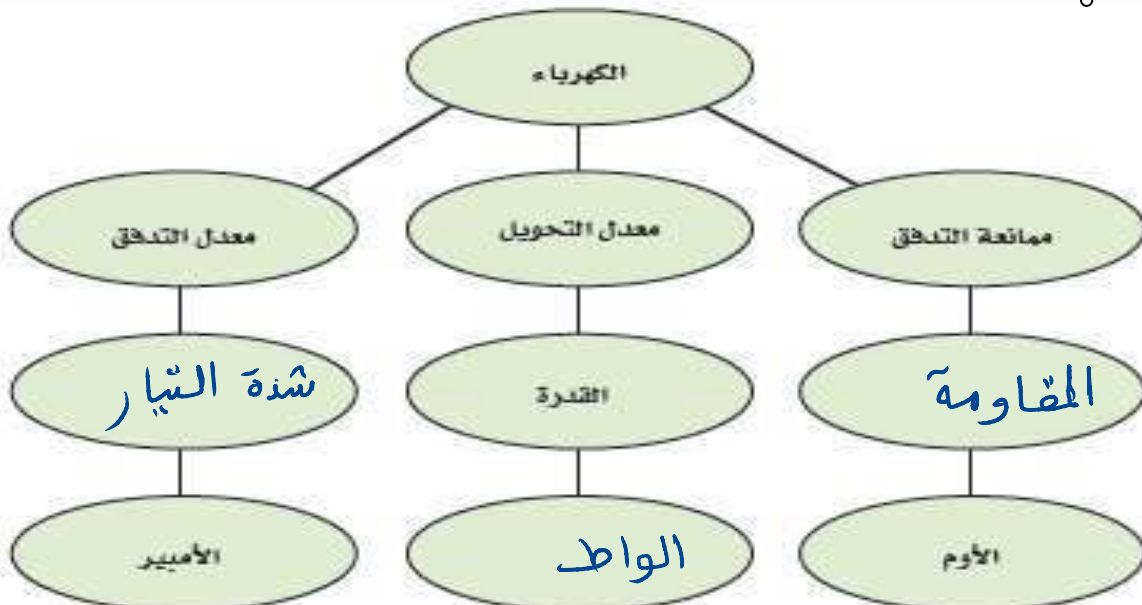 الكهرباء
ممانعة التدفق
معدل التحويل
معدل التدفق
المقاومة
القدرة
شدة التيار
الأوم
الواط
الأمبير